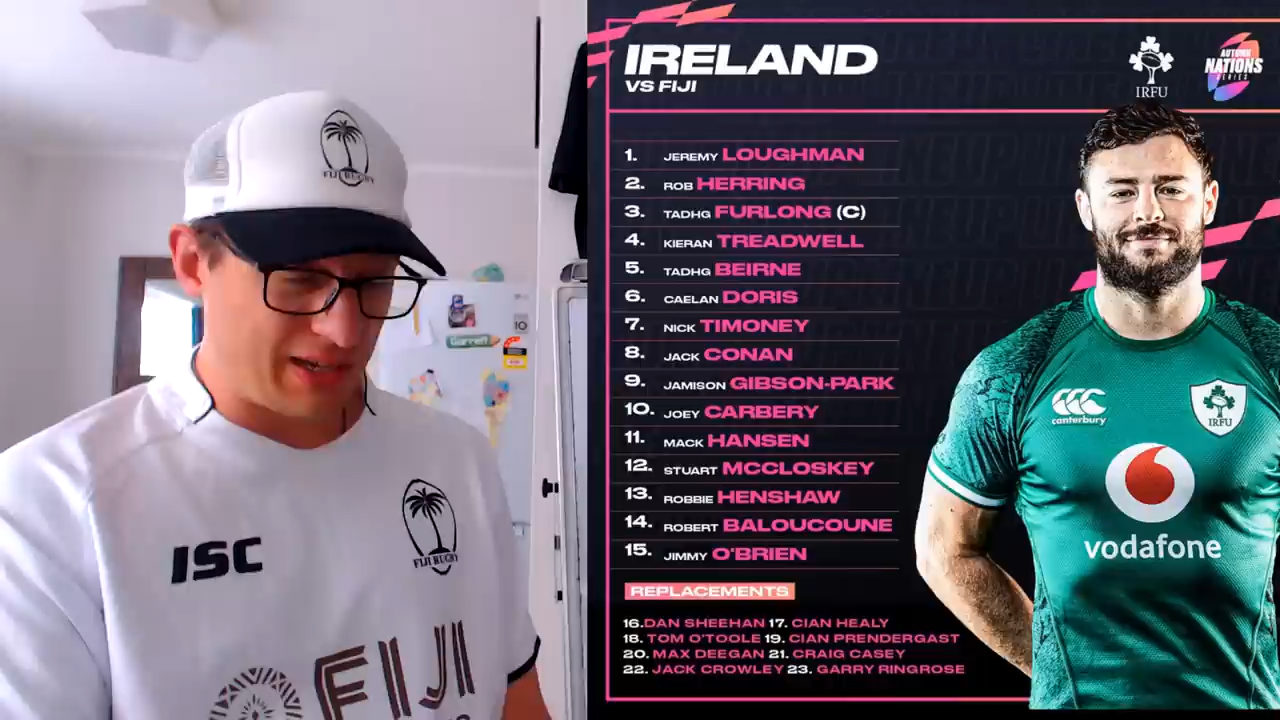 FIJI RUGBY
ISC
FIJI RUGBY
FIJI
Garrett
10
IRELAND
VS FIJI
IRFU
AUTUMN
NATIONS
SERIES
1. JEREMY LOUGHMAN
2. ROB HERRING
3. TADHG FURLONG (C)
4. KIERAN TREADWELL
5. TADHG BEIRNE
6. CAELAN DORIS
7. NICK TIMONEY
8. JACK CONAN
9. JAMISON GIBSON-PARK
10. JOEY CARBERY
11. MACK HANSEN
12. STUART MCCLOSKEY
13. ROBBIE HENSHAW
14. ROBERT BALOUCOUNE
15. JIMMY O'BRIEN
REPLACEMENTS
16.DAN SHEEHAN 17. CIAN HEALY
18. TOM O'TOOLE 19. CIAN PRENDERGAST
20. MAX DEEGAN 21. CRAIG CASEY
22. JACK CROWLEY 23. GARRY RINGROSE
canterbury
IRFU
vodafone